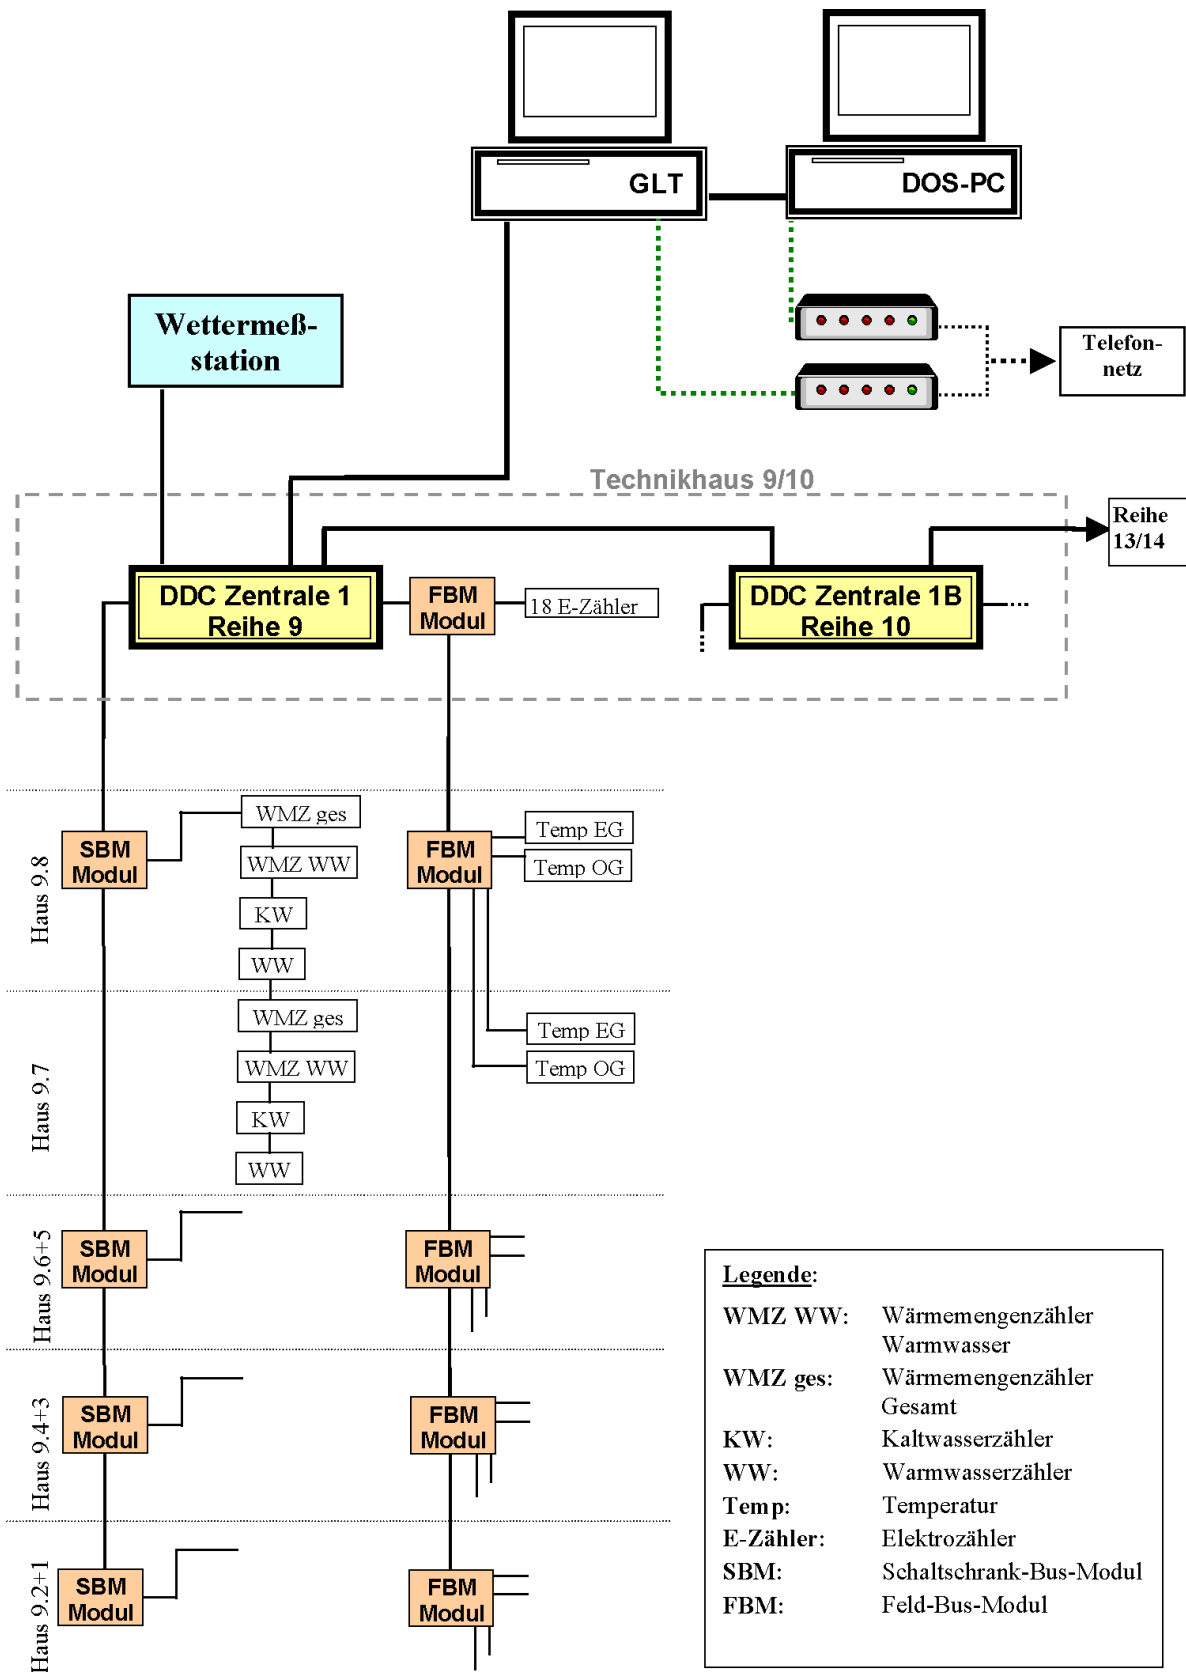 GLT
DOS-PC
Wettermeß-
station
Telefon-
netz
Technikhaus 9/10
Reihe
13/14
DDC Zentrale 1
Reihe 9
FBM
Modul
18 E-Zähler
DDC Zentrale 1B
Reihe 10
Haus 9.8
SBM
Modul
WMZ ges
WMZ WW
KW
WW
FBM
Modul
Temp EG
Temp OG
Haus 9.7
WMZ ges
WMZ WW
KW
WW
Temp EG
Temp OG
Haus 9.6+5
SBM
Modul
FBM
Modul
Haus 9.4+3
SBM
Modul
FBM
Modul
Haus 9.2+1
SBM
Modul
FBM
Modul
Legende:
WMZ WW: Wärmemengenzähler
Warmwasser
WMZ ges: Wärmemengenzähler
Gesamt
KW: Kaltwasserzähler
WW: Warmwasserzähler
Temp: Temperatur
E-Zähler: Elektrozähler
SBM: Schaltschrank-Bus-Modul
FBM: Feld-Bus-Modul